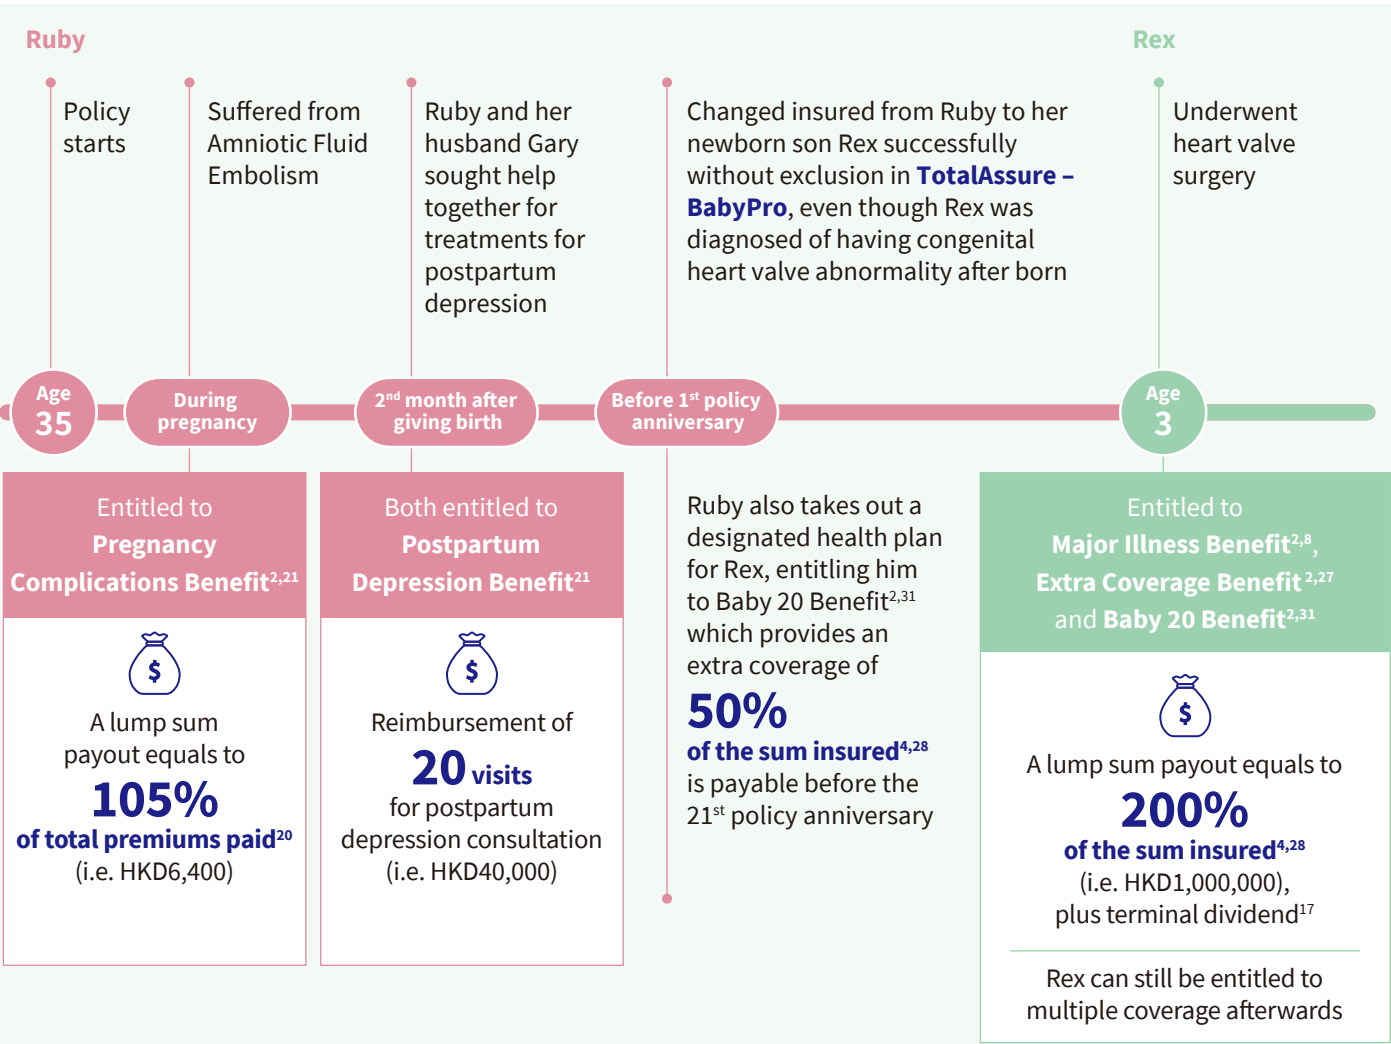 Ruby
Rex
Policy
starts
Suffered from
Amniotic Fluid
Embolism
Ruby and her
husband Gary
sought help
together for
treatments for
postpartum
depression
Changed insured from Ruby to her
newborn son Rex successfully
without exclusion in TotalAssure –
BabyPro, even though Rex was
diagnosed of having congenital
heart valve abnormality after born
Underwent
heart valve
surgery
Age
35
During
pregnancy
2nd month after
giving birth
Before 1st policy
anniversary
Age
3
Entitled to
Pregnancy
Complications Benefit2,21
$
A lump sum
payout equals to
105%
of total premiums paid20
(i.e. HKD6,400)
Both entitled to
Postpartum
Depression Benefit21
$
Reimbursement of
20 visits
for postpartum
depression consultation
(i.e. HKD40,000)
Ruby also takes out a
designated health plan
for Rex, entitling him
to Baby 20 Benefit2,31
which provides an
extra coverage of
50%
of the sum insured4,28
is payable before the
21st policy anniversary
Entitled to
Major Illness Benefit2,8,
Extra Coverage Benefit 2,27
and Baby 20 Benefit2,31
$
A lump sum payout equals to
200%
of the sum insured4,28
(i.e. HKD1,000,000),
plus terminal dividend17
Rex can still be entitled to
multiple coverage afterwards